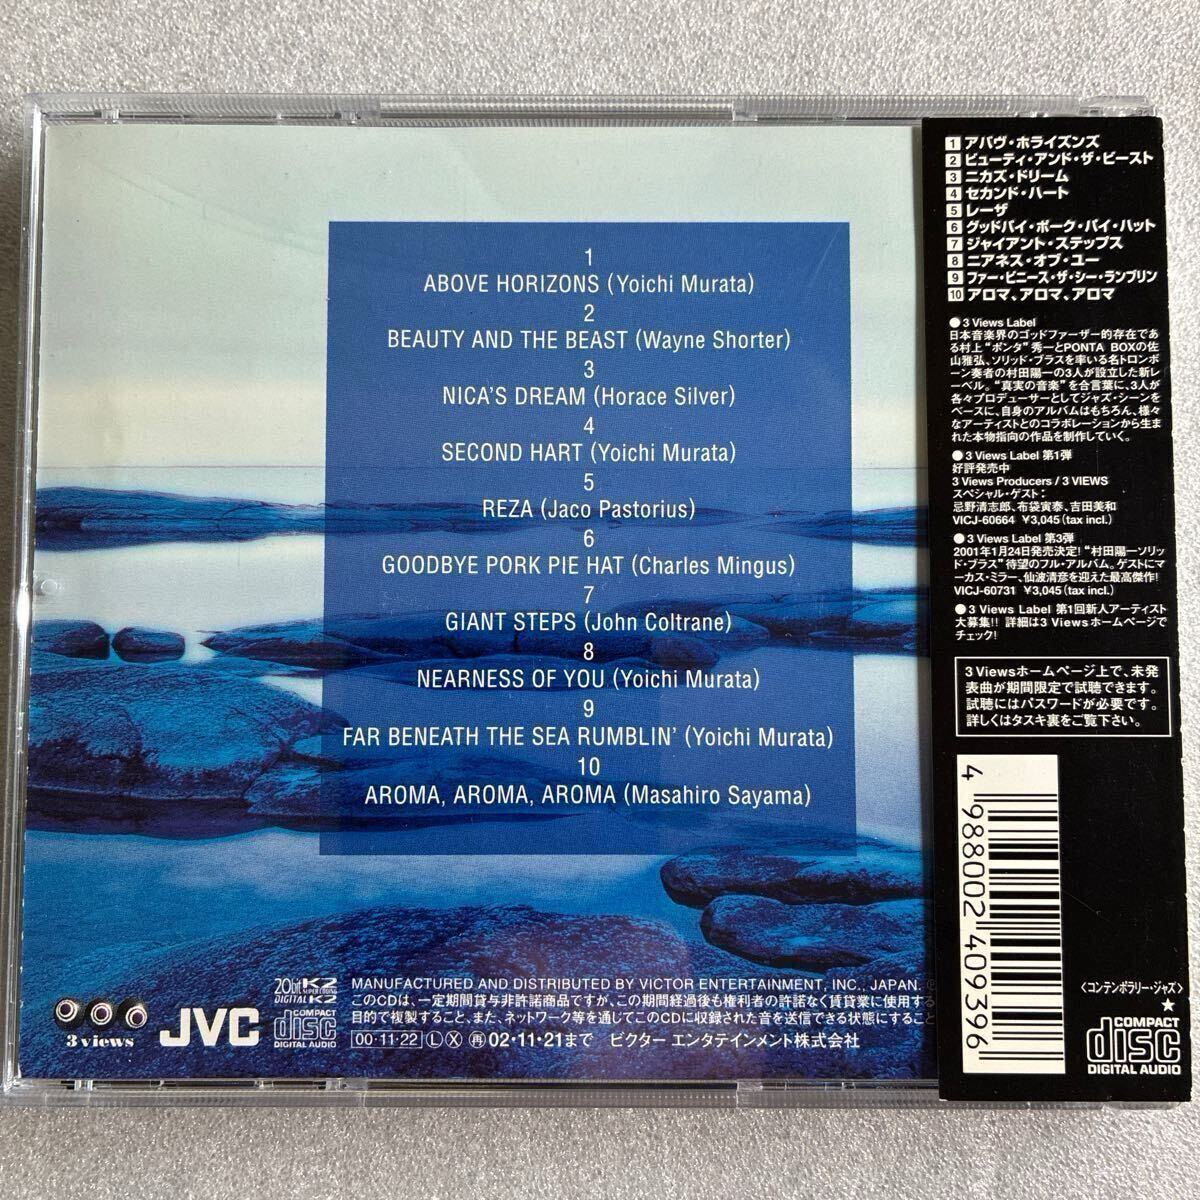 1
ABOVE HORIZONS (Yoichi Murata)
2
BEAUTY AND THE BEAST (Wayne Shorter)
3
NICA'S DREAM (Horace Silver)
4
SECOND HART (Yoichi Murata)
5
REZA (Jaco Pastorius)
6
GOODBYE PORK PIE HAT (Charles Mingus)
7
GIANT STEPS (John Coltrane)
8
NEARNESS OF YOU (Yoichi Murata)
9
FAR BENEATH THE SEA RUMBLIN' (Yoichi Murata)
10
AROMA, AROMA, AROMA (Masahiro Sayama)
3 views
JVC
20bit K2
SUPER CODING
DIGITAL K2
COMPACT
disc
DIGITAL AUDIO
MANUFACTURED AND DISTRIBUTED BY VICTOR ENTERTAINMENT, INC., JAPAN. Ⓟ
このCDは、一定期間貸与非許諾商品ですが、この期間経過後も権利者の許諾なく賃貸業に使用する
目的で複製すること、また、ネットワーク等を通じてこのCDに収録された音を送信できる状態にすること
00·11·22 Ⓛ Ⓧ ㊢02·11·21まで ビクター エンタテインメント株式会社
1 アバヴ・ホライズンズ
2 ビューティ・アンド・ザ・ビースト
3 ニカズ・ドリーム
4 セカンド・ハート
5 レーザ
6 グッドバイ・ポーク・パイ・ハット
7 ジャイアント・ステップス
8 ニアネス・オブ・ユー
9 ファー・ビニース・ザ・シー・ランブリン
10 アロマ、アロマ、アロマ
●3 Views Label
日本音楽界のゴッドファーザー的存在であ
る村上“ポンタ”秀一とPONTA BOXの佐
山雅弘、ソリッド・ブラスを率いる名トロンボ
ーン奏者の村田陽一の3人が設立した新レ
ーベル。“真実の音楽”を合言葉に、3人が
各々プロデューサーとしてジャズ・シーンを
ベースに、自身のアルバムはもちろん、様々
なアーティストとのコラボレーションから生ま
れた本物指向の作品を制作していく。
●3 Views Label 第1弾
好評発売中
3 Views Producers / 3 VIEWS
スペシャル・ゲスト：
忌野清志郎、布袋寅泰、吉田美和
VICJ-60664 ¥3,045(tax incl.)
●3 Views Label 第3弾
2001年1月24日発売決定!“村田陽一ソリッ
ド・ブラス”待望のフル・アルバム。ゲストにマ
ーカス・ミラー、仙波清彦を迎えた最高傑作!
VICJ-60731 ¥3,045(tax incl.)
●3 Views Label 第1回新人アーティスト
大募集!! 詳細は3 Viewsホームページで
チェック!
3 Viewsホームページ上で、未発
表曲が期間限定で試聴できます。
試聴にはパスワードが必要です。
詳しくはタスキ裏をご覧下さい。
4 988002 409396
〈コンテンポラリー・ジャズ〉
★
COMPACT
disc
DIGITAL AUDIO